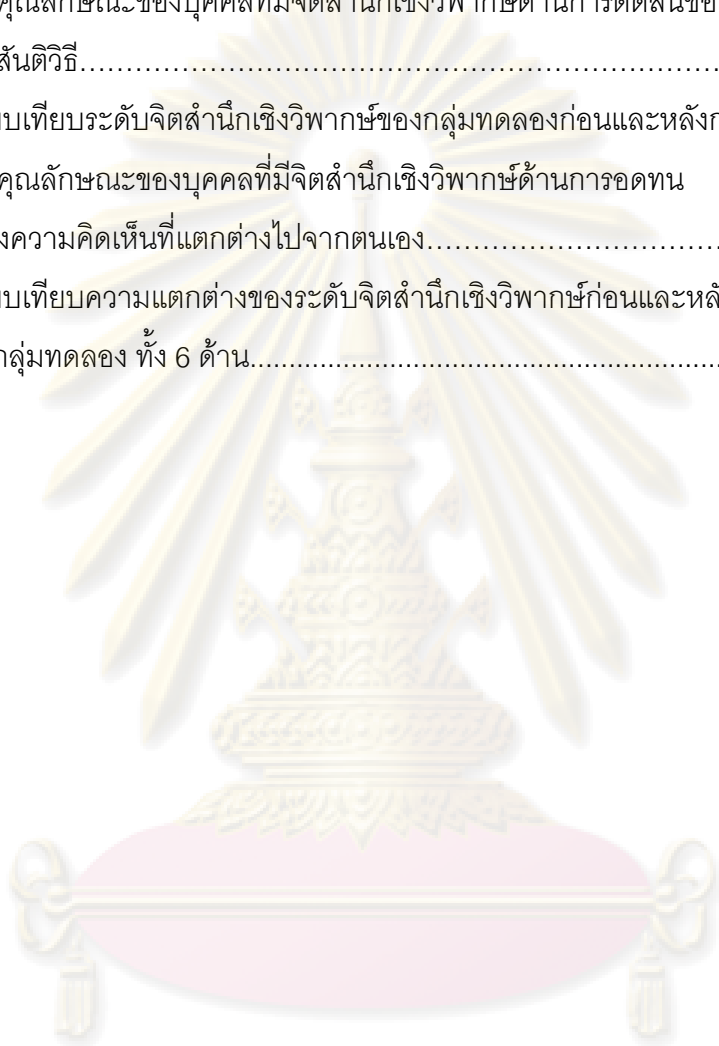 คุณลักษณะของบุคคลที่มีจิตสำนึกเชิงวิพากษ์ด้านการตัดสินข้อ
สันติวิธี……………………………………………………………
บเทียบระดับจิตสำนึกเชิงวิพากษ์ของกลุ่มทดลองก่อนและหลังก
คุณลักษณะของบุคคลที่มีจิตสำนึกเชิงวิพากษ์ด้านการอดทน
งความคิดเห็นที่แตกต่างไปจากตนเอง…………………………
บเทียบความแตกต่างของระดับจิตสำนึกเชิงวิพากษ์ก่อนและหลั
กลุ่มทดลอง ทั้ง 6 ด้าน..................................................................